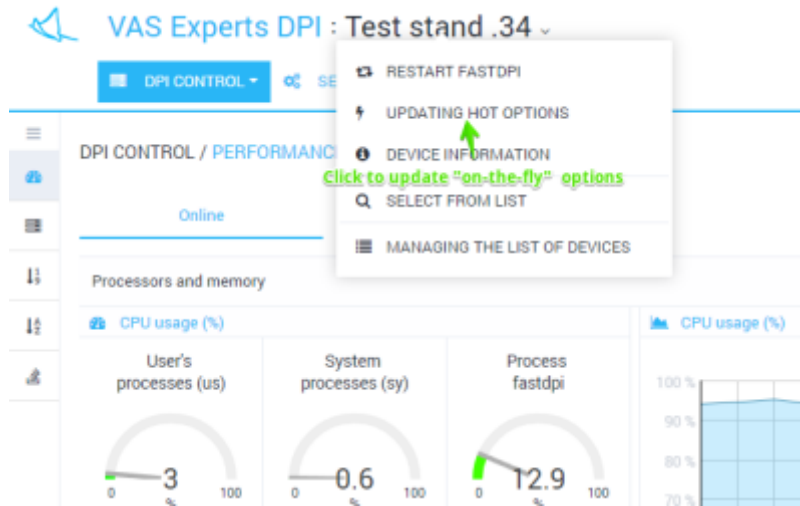 VAS Experts DPI : Test stand .34
DPI CONTROL
SE
RESTART FASTDPI
UPDATING HOT OPTIONS
DEVICE INFORMATION
Click to update "on-the-fly" options
SELECT FROM LIST
MANAGING THE LIST OF DEVICES
DPI CONTROL / PERFORMANC
Online
Processors and memory
CPU usage (%)
CPU usage (%)
User's
processes (us)
System
processes (sy)
Process
fastdpi
3
0 100
%
0.6
0 100
%
12.9
0 100
%
100 %
90 %
80 %
70 %